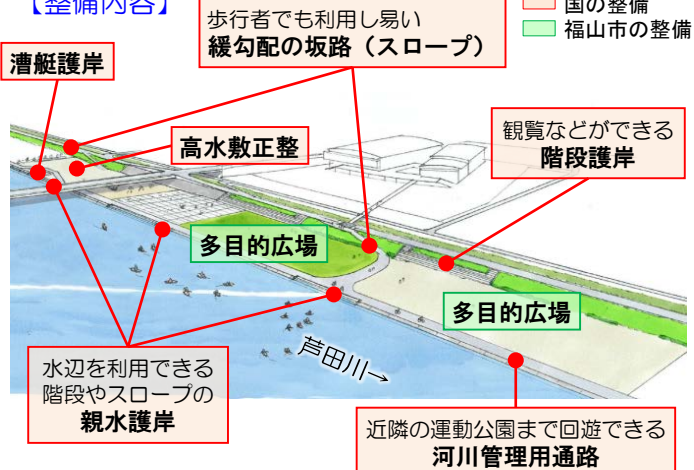 【整備内容】
歩行者でも利用し易い
緩勾配の坂路（スロープ）
国の整備
福山市の整備
漕艇護岸
高水敷正整
観覧などができる
階段護岸
多目的広場
多目的広場
芦田川→
水辺を利用できる
階段やスロープの
親水護岸
近隣の運動公園まで回遊できる
河川管理用通路